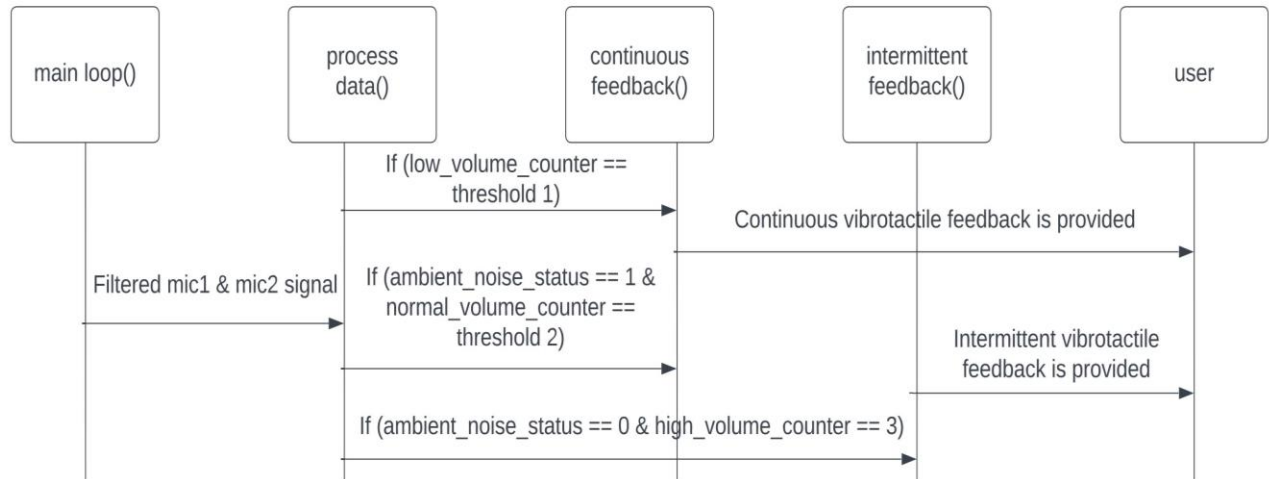 main loop()
process
data()
continuous
feedback()
intermittent
feedback()
user
If (low_volume_counter ==
threshold 1)
Continuous vibrotactile feedback is provided
Filtered mic1 & mic2 signal
If (ambient_noise_status == 1 &
normal_volume_counter ==
threshold 2)
Intermittent vibrotactile
feedback is provided
If (ambient_noise_status == 0 & high_volume_counter == 3)